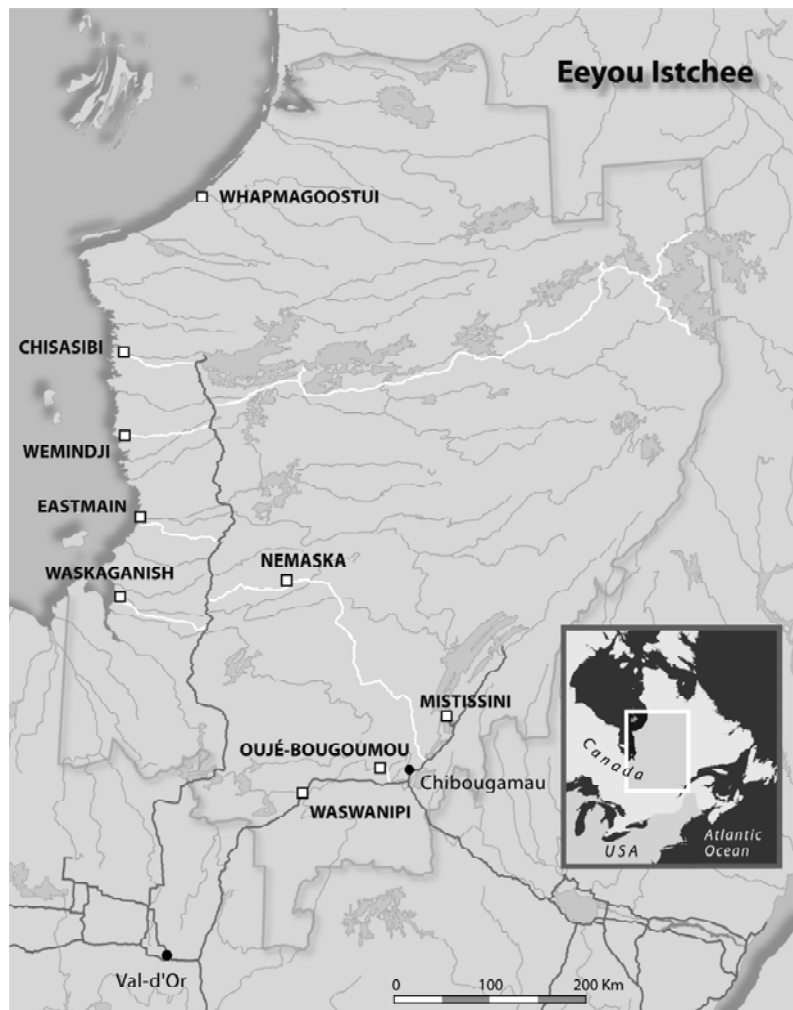 Eeyou Istchee
WHAPMAGOOSTUI
CHISASIBI
WEMINDJI
EASTMAIN
NEMASKA
WASKAGANISH
MISTISSINI
OUJÉ-BOUGOUMOU
Chibougamau
WASWANIPI
Canada
USA
Atlantic
Ocean
Val-d'Or
0 100 200 Km